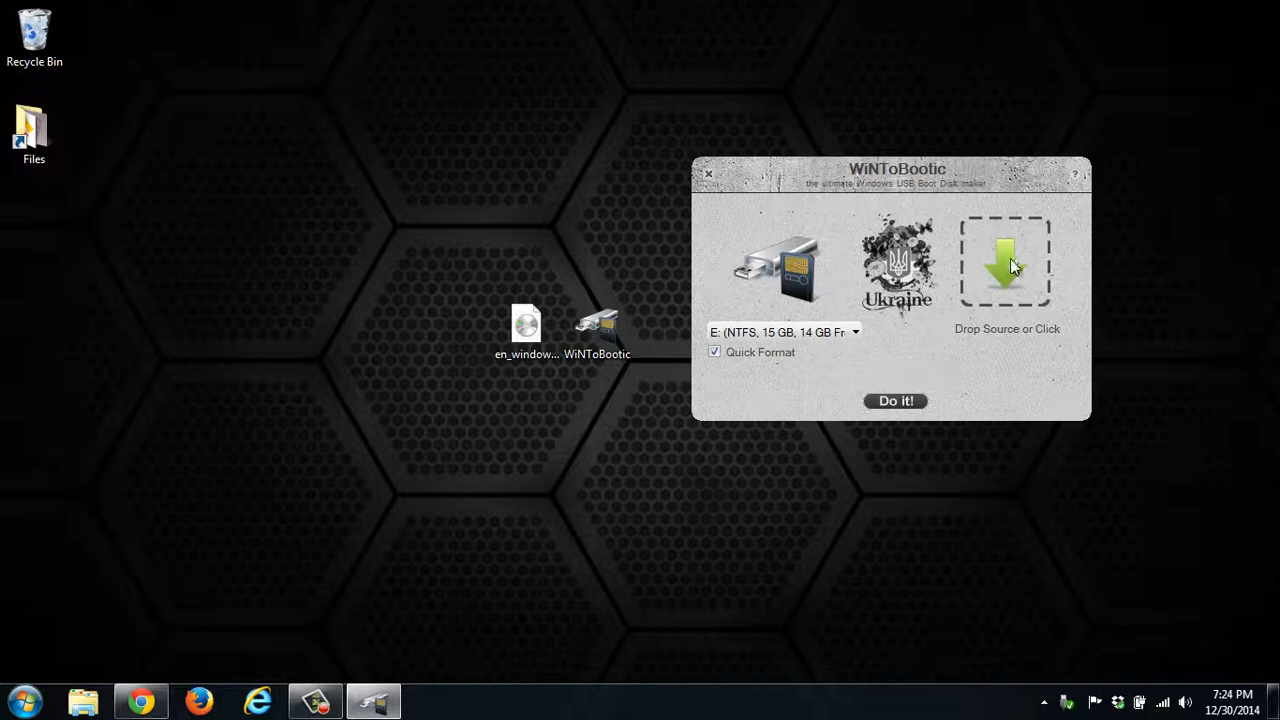 Recycle Bin
Files
en_window...
WiNToBootic
WiNToBootic
the ultimate Windows USB Boot Disk maker
?
Ukraine
E: (NTFS, 15 GB, 14 GB Fr
Drop Source or Click
Quick Format
Do it!
7:24 PM
12/30/2014